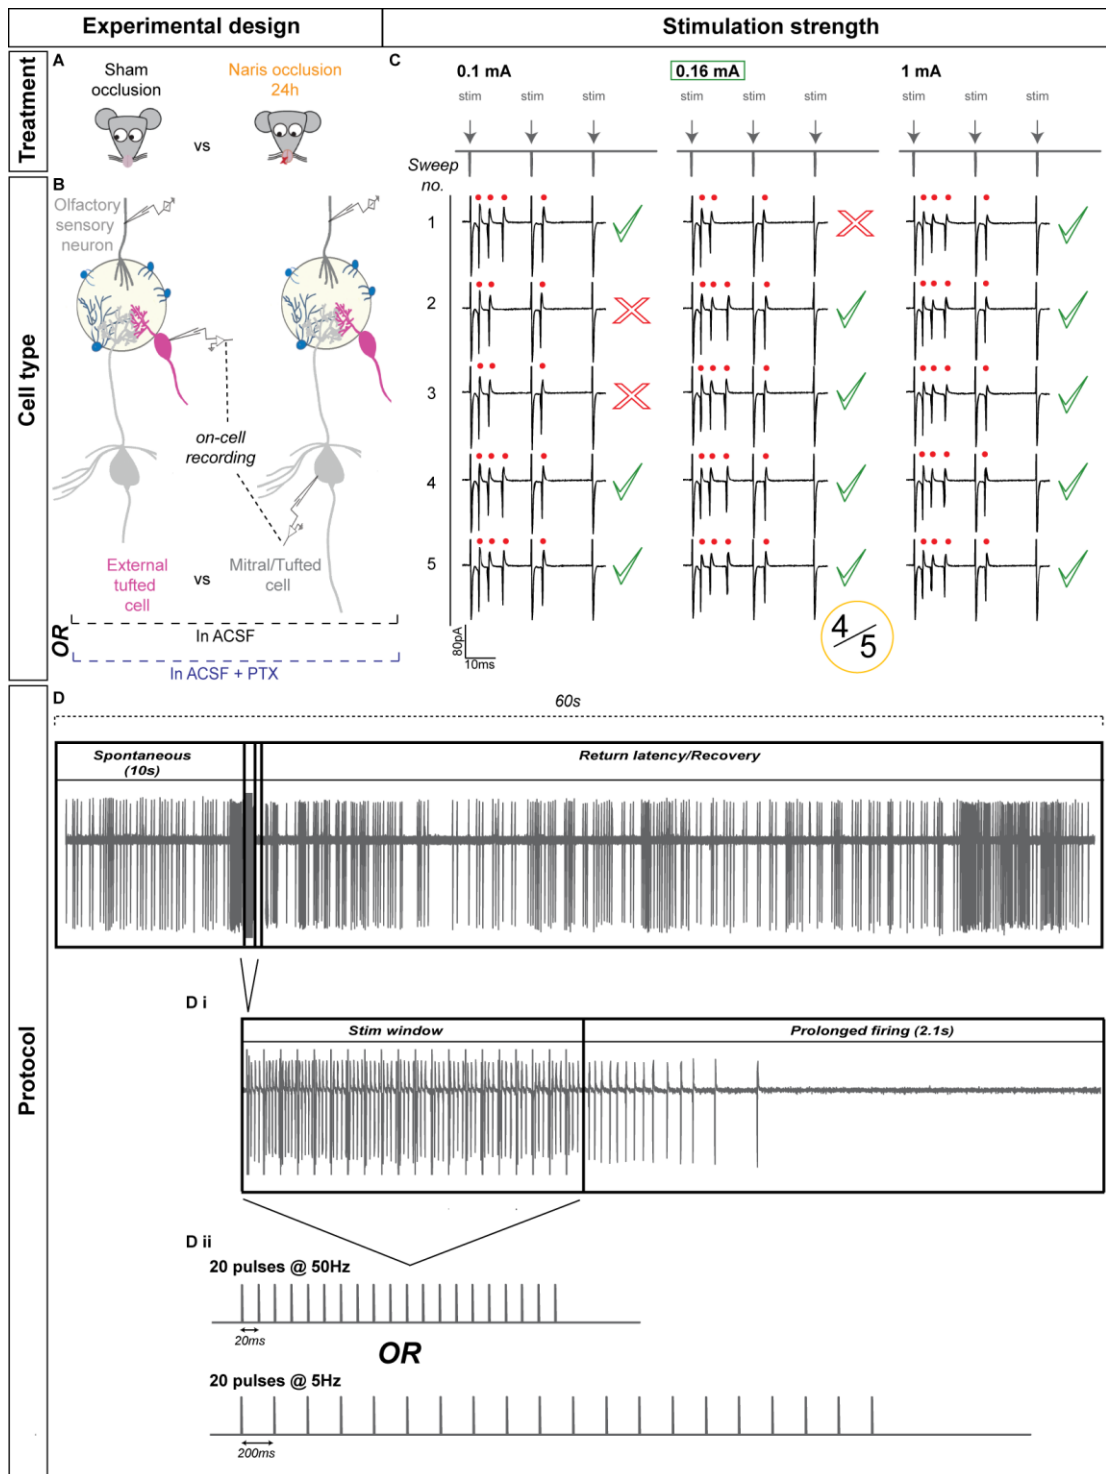 Experimental design
Stimulation strength
Treatment
A
Sham
occlusion
vs
Naris occlusion
24h
C
0.1 mA
0.16 mA
1 mA
stim
stim
stim
stim
stim
stim
stim
stim
stim
Sweep
no.
1
2
3
4
5
4/5
80pA
10ms
Cell type
B
Olfactory
sensory
neuron
on-cell
recording
External
tufted
cell
vs
Mitral/Tufted
cell
OR
In ACSF
In ACSF + PTX
Protocol
D
60s
Spontaneous
(10s)
Return latency/Recovery
D i
Stim window
Prolonged firing (2.1s)
D ii
20 pulses @ 50Hz
20ms
OR
20 pulses @ 5Hz
200ms